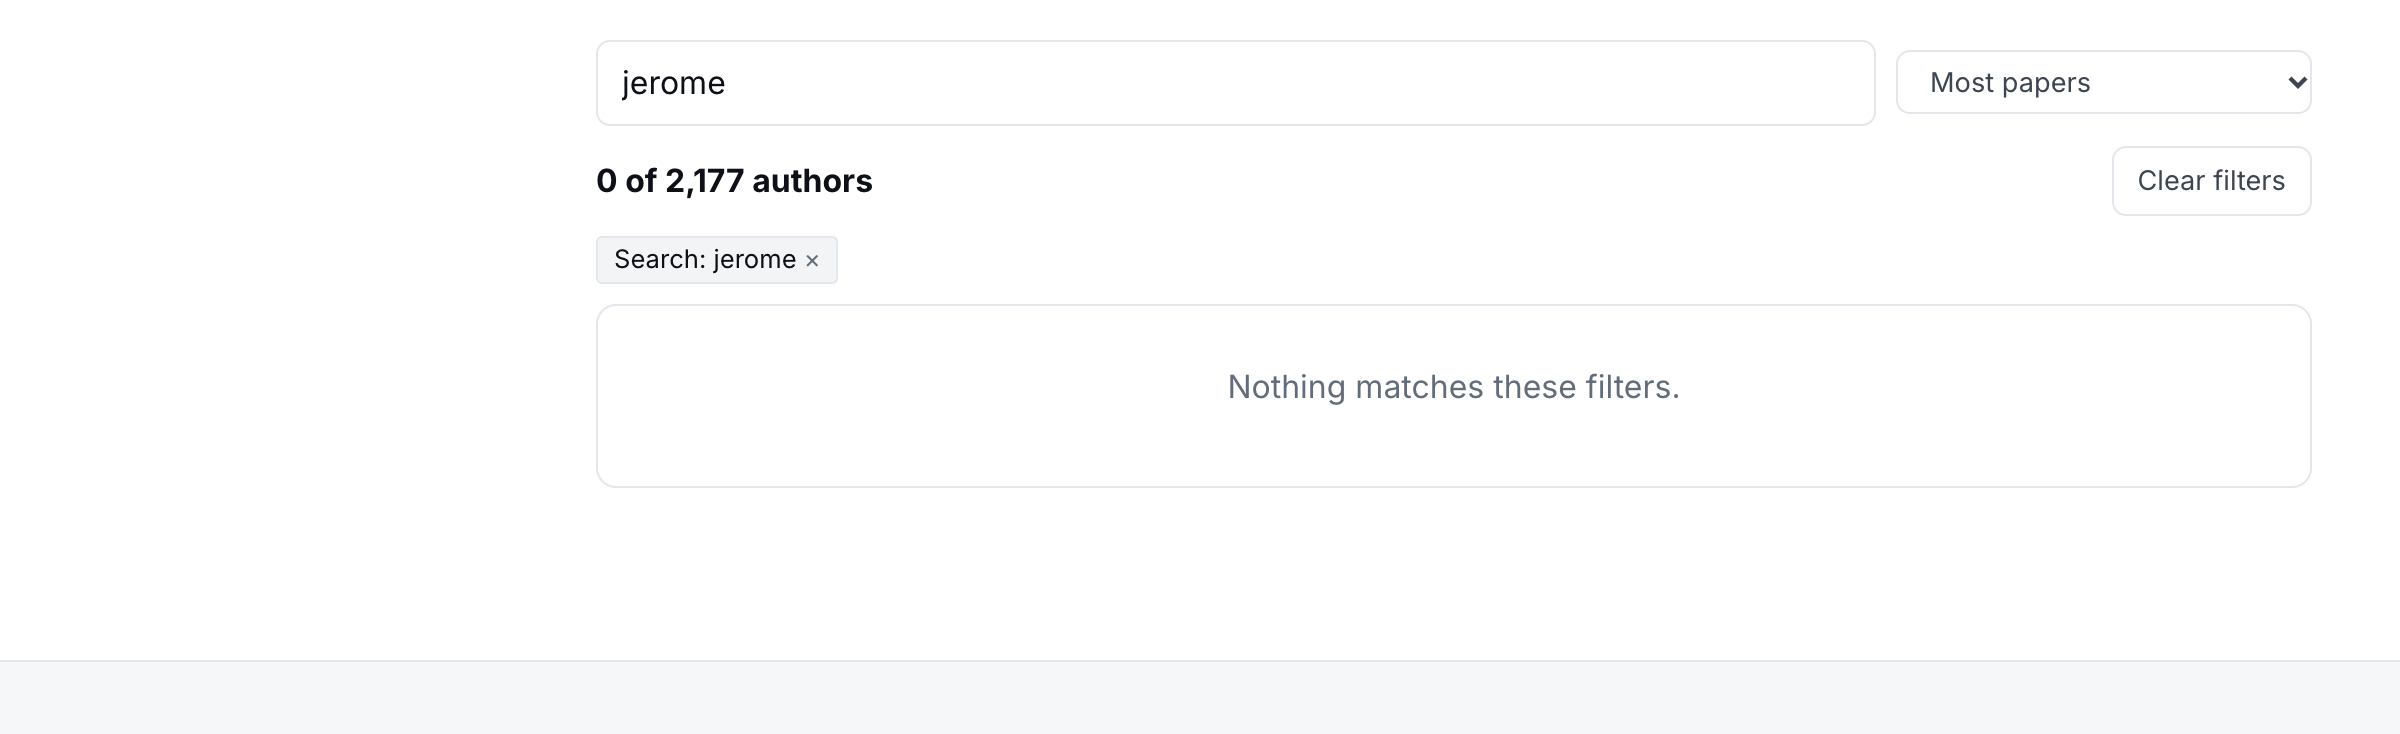 jerome
Most papers
0 of 2,177 authors
Clear filters
Search: jerome ×
Nothing matches these filters.